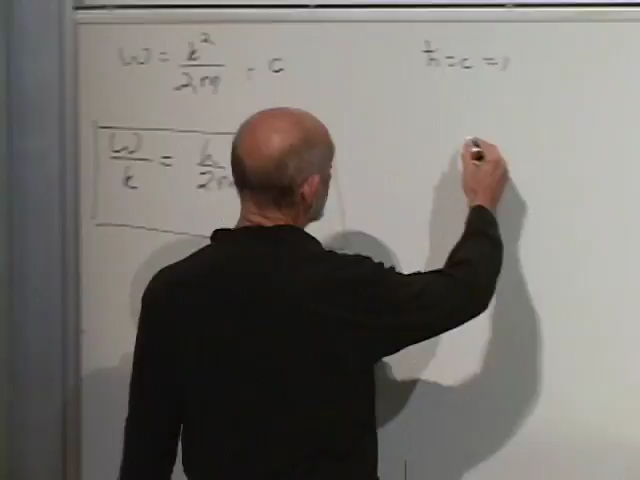 W = k² / 2m , c
ħ = c = 1
W / k = k / 2m